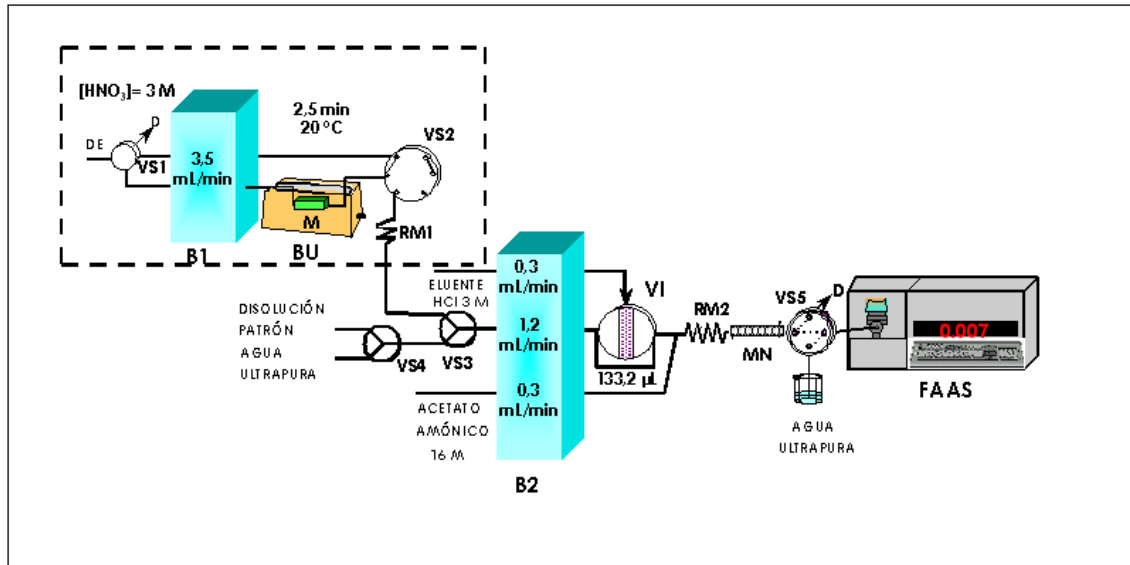 [HNO₃]= 3 M
D
DE
VS1
3,5
mL/min
B1
2,5 min
20 ºC
VS2
M
BU
RM1
DISOLUCIÓN
PATRÓN
AGUA
ULTRAPURA
VS4
VS3
ELUENTE
HCl 3 M
0,3
mL/min
1,2
mL/min
0,3
mL/min
ACETATO
AMÓNICO
16 M
B2
VI
133,2 µL
RM2
MN
VS5
D
AGUA
ULTRAPURA
0.007
FAAS